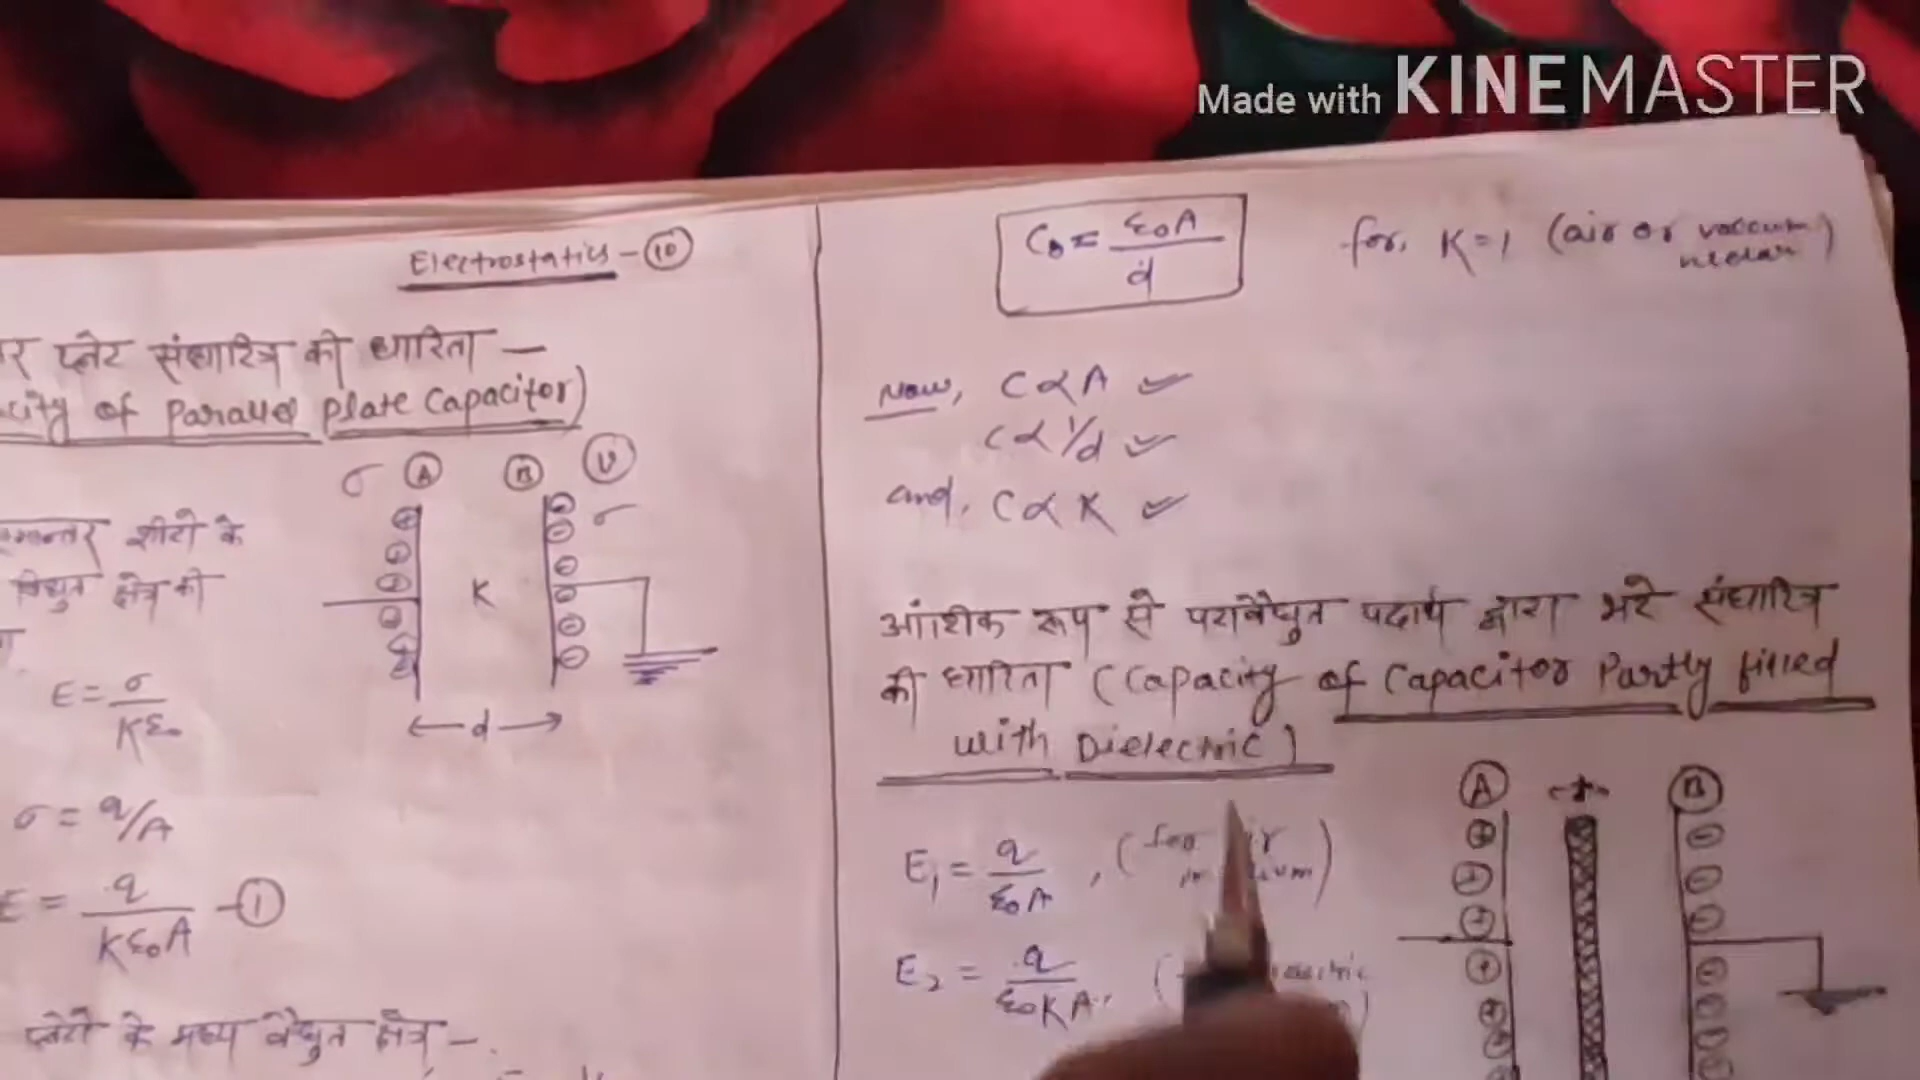 Made with KINEMASTER
Electrostatics - 10
प्लेट संधारित्र की धारिता —
city of Parallel Plate Capacitor)
σ A B V
σ
K
d
शीटो के
विद्युत क्षेत्र की
E = σ/Kε₀
σ = q/A
E = q/Kε₀A - 1
प्लेटो के मध्य वैद्युत क्षेत्र -
C₀ = ε₀A/d for, K=1 (air or vaccum
Now, C∝A
C∝1/d
and, C∝K
आंशिक रूप से परावैद्युत पदार्थ द्वारा भरे संधारित्र
की धारिता (Capacity of Capacitor Partly filled
with Dielectric)
A t B
E₁ = q/ε₀A , (for
E₂ = q/ε₀KA